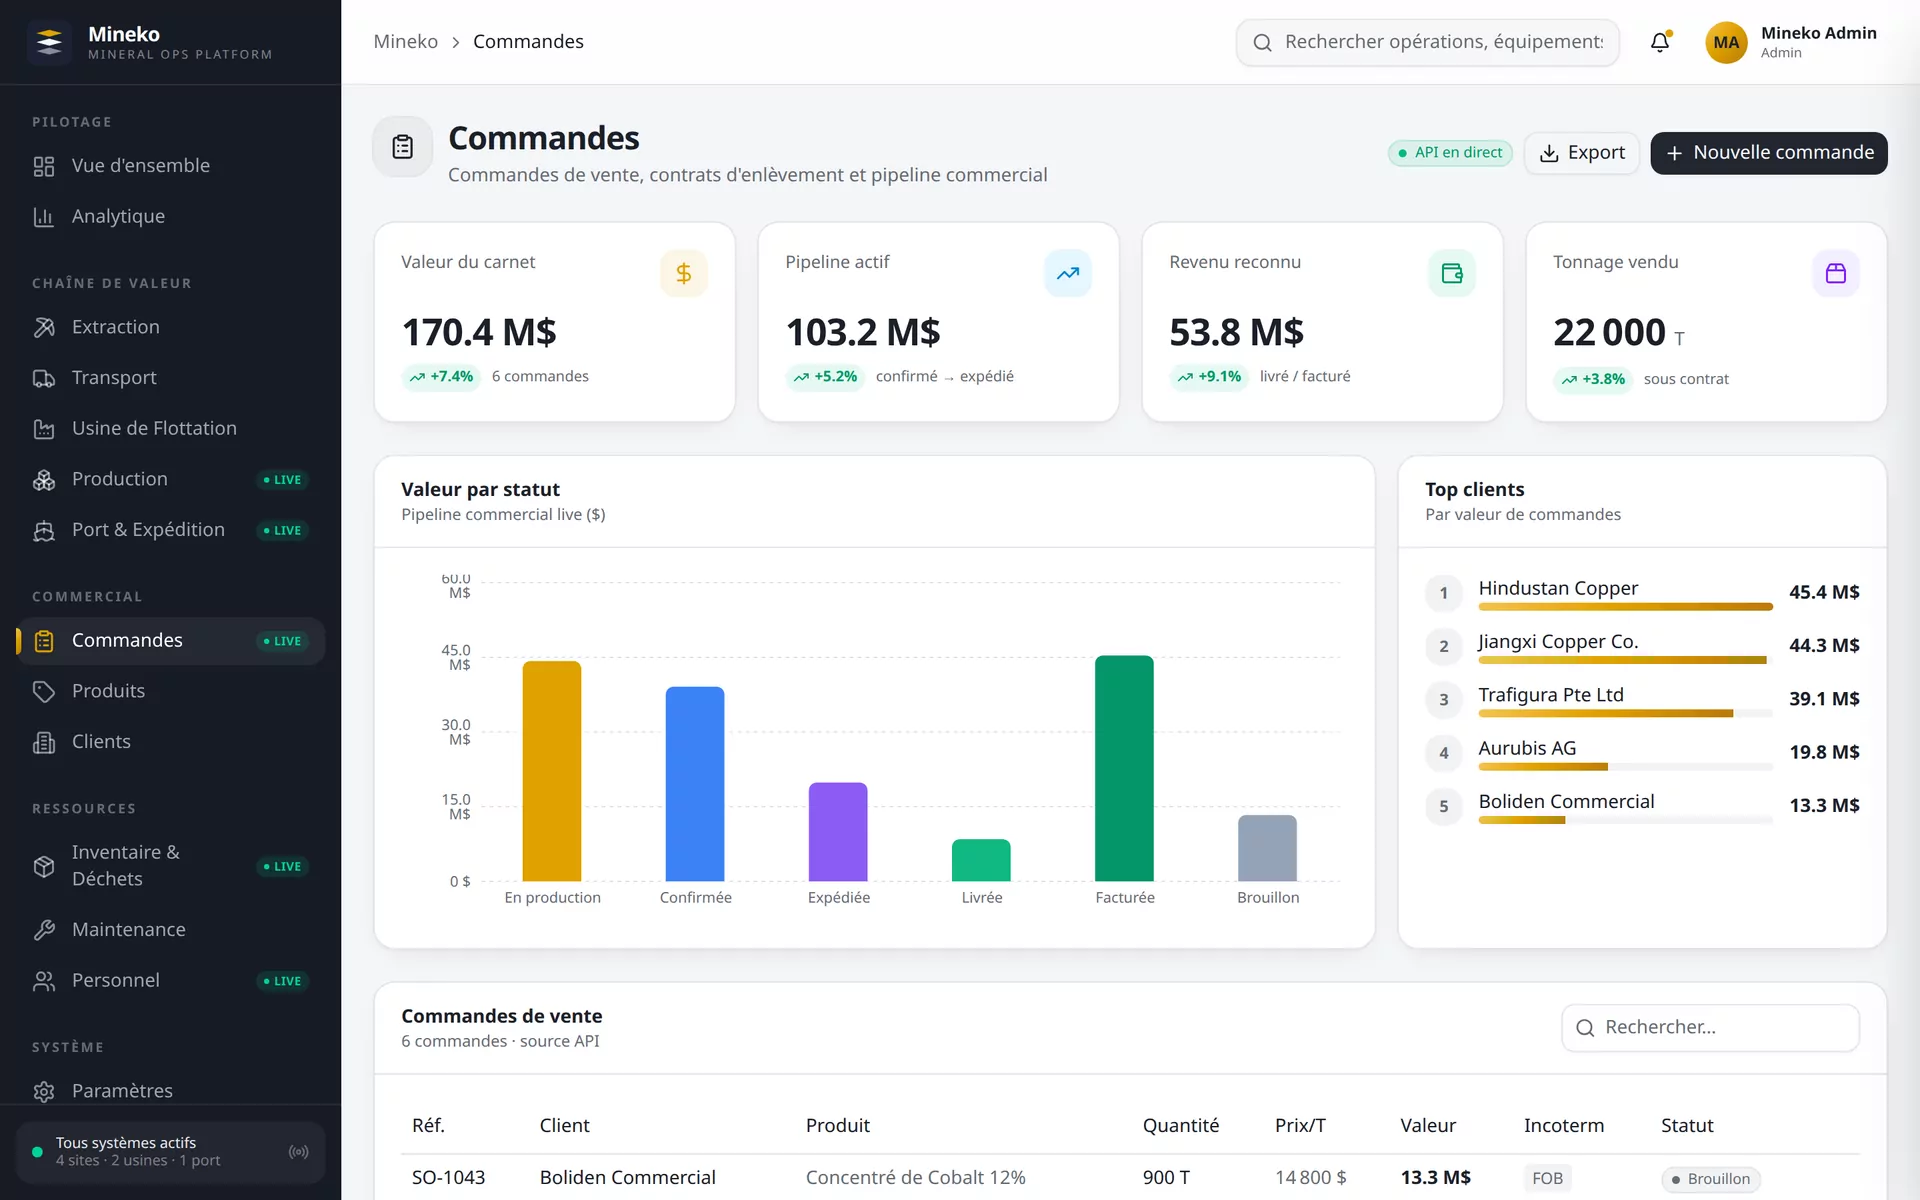 Mineko
MINERAL OPS PLATFORM
PILOTAGE
Vue d'ensemble
Analytique
CHAÎNE DE VALEUR
Extraction
Transport
Usine de Flottation
Production
LIVE
Port & Expédition
LIVE
COMMERCIAL
Commandes
LIVE
Produits
Clients
RESSOURCES
Inventaire &
Déchets
LIVE
Maintenance
Personnel
LIVE
SYSTÈME
Paramètres
Tous systèmes actifs
4 sites · 2 usines · 1 port
Mineko > Commandes
Rechercher opérations, équipements
MA
Mineko Admin
Admin
Commandes
Commandes de vente, contrats d'enlèvement et pipeline commercial
API en direct
Export
+ Nouvelle commande
Valeur du carnet
170.4 M$
+7.4%
6 commandes
Pipeline actif
103.2 M$
+5.2%
confirmé → expédié
Revenu reconnu
53.8 M$
+9.1%
livré / facturé
Tonnage vendu
22 000 T
+3.8%
sous contrat
Valeur par statut
Pipeline commercial live ($)
60.0
M$
45.0
M$
30.0
M$
15.0
M$
0 $
En production
Confirmée
Expédiée
Livrée
Facturée
Brouillon
Top clients
Par valeur de commandes
1
Hindustan Copper
45.4 M$
2
Jiangxi Copper Co.
44.3 M$
3
Trafigura Pte Ltd
39.1 M$
4
Aurubis AG
19.8 M$
5
Boliden Commercial
13.3 M$
Commandes de vente
6 commandes · source API
Rechercher...
Réf.
Client
Produit
Quantité
Prix/T
Valeur
Incoterm
Statut
SO-1043
Boliden Commercial
Concentré de Cobalt 12%
900 T
14 800 $
13.3 M$
FOB
Brouillon